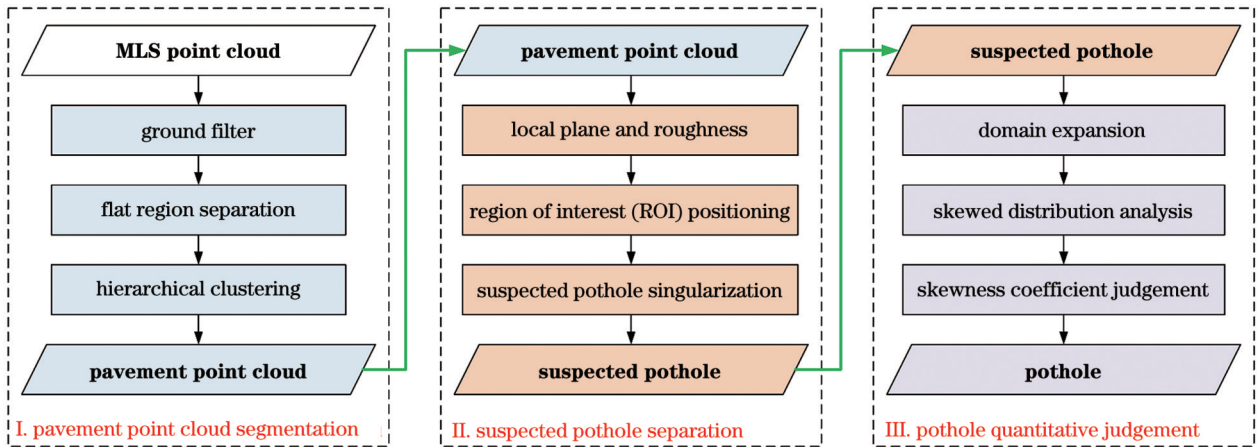 MLS point cloud
ground filter
flat region separation
hierarchical clustering
pavement point cloud
I. pavement point cloud segmentation
pavement point cloud
local plane and roughness
region of interest (ROI) positioning
suspected pothole singularization
suspected pothole
II. suspected pothole separation
suspected pothole
domain expansion
skewed distribution analysis
skewness coefficient judgement
pothole
III. pothole quantitative judgement